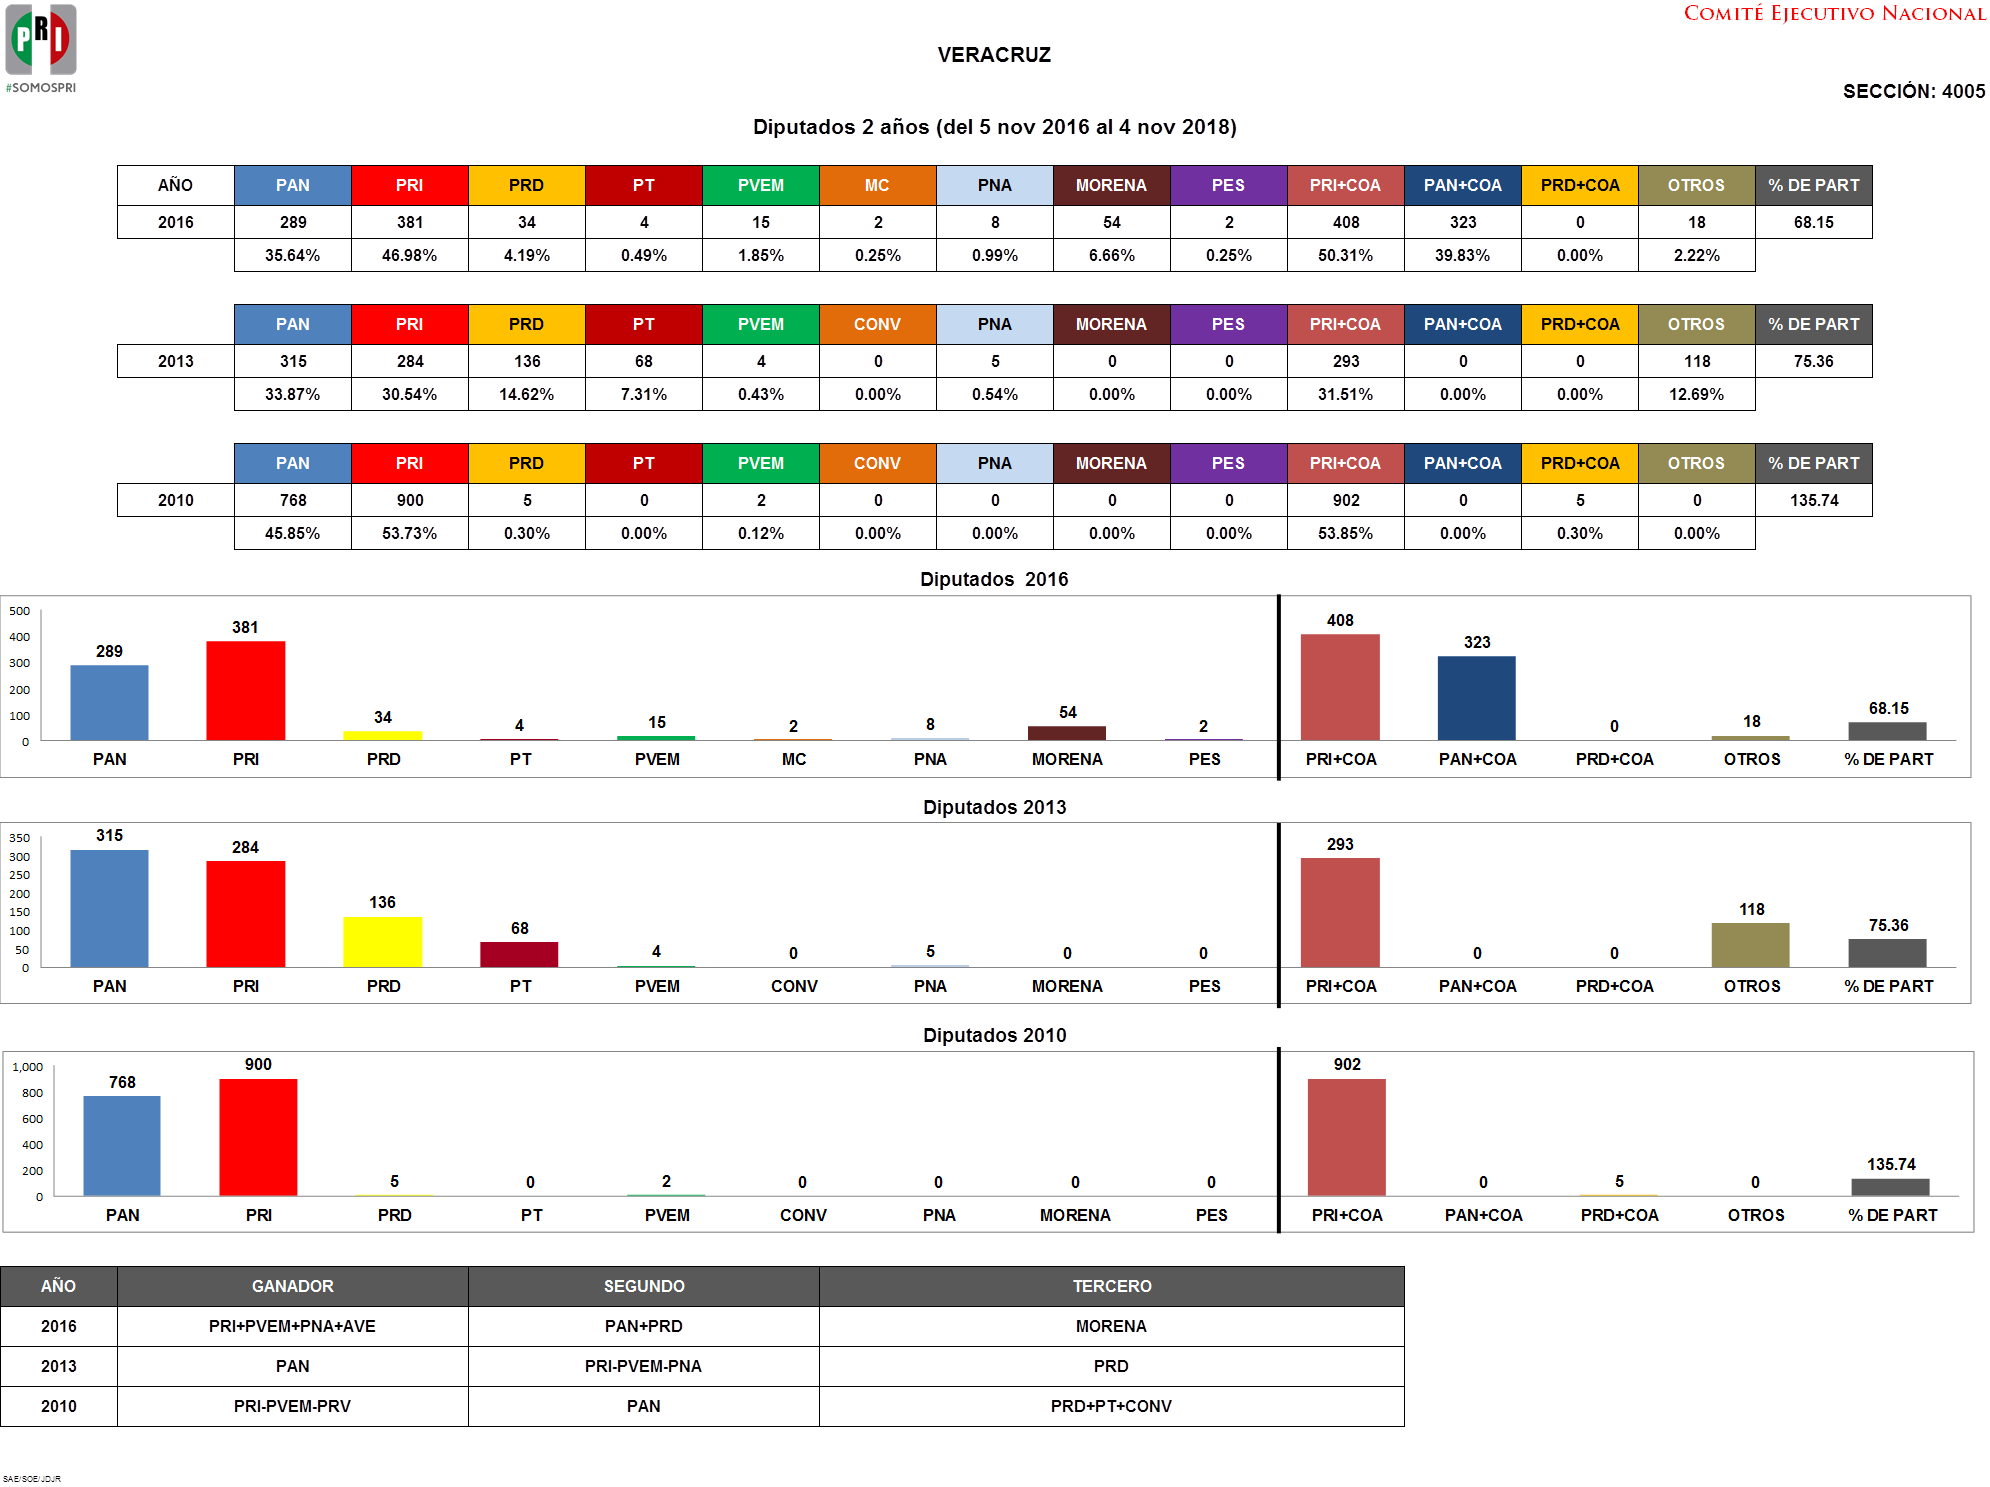 PRI
#SOMOSPRI
COMITÉ EJECUTIVO NACIONAL
VERACRUZ
SECCIÓN: 4005
Diputados 2 años (del 5 nov 2016 al 4 nov 2018)
AÑO PAN PRI PRD PT PVEM MC PNA MORENA PES PRI+COA PAN+COA PRD+COA OTROS % DE PART
2016 289 381 34 4 15 2 8 54 2 408 323 0 18 68.15
35.64% 46.98% 4.19% 0.49% 1.85% 0.25% 0.99% 6.66% 0.25% 50.31% 39.83% 0.00% 2.22%
PAN PRI PRD PT PVEM CONV PNA MORENA PES PRI+COA PAN+COA PRD+COA OTROS % DE PART
2013 315 284 136 68 4 0 5 0 0 293 0 0 118 75.36
33.87% 30.54% 14.62% 7.31% 0.43% 0.00% 0.54% 0.00% 0.00% 31.51% 0.00% 0.00% 12.69%
PAN PRI PRD PT PVEM CONV PNA MORENA PES PRI+COA PAN+COA PRD+COA OTROS % DE PART
2010 768 900 5 0 2 0 0 0 0 902 0 5 0 135.74
45.85% 53.73% 0.30% 0.00% 0.12% 0.00% 0.00% 0.00% 0.00% 53.85% 0.00% 0.30% 0.00%
Diputados 2016
500
400
300
200
100
0
289 381 34 4 15 2 8 54 2 408 323 0 18 68.15
PAN PRI PRD PT PVEM MC PNA MORENA PES PRI+COA PAN+COA PRD+COA OTROS % DE PART
Diputados 2013
350
300
250
200
150
100
50
0
315 284 136 68 4 0 5 0 0 293 0 0 118 75.36
PAN PRI PRD PT PVEM CONV PNA MORENA PES PRI+COA PAN+COA PRD+COA OTROS % DE PART
Diputados 2010
1,000
800
600
400
200
0
768 900 5 0 2 0 0 0 0 902 0 5 0 135.74
PAN PRI PRD PT PVEM CONV PNA MORENA PES PRI+COA PAN+COA PRD+COA OTROS % DE PART
AÑO GANADOR SEGUNDO TERCERO
2016 PRI+PVEM+PNA+AVE PAN+PRD MORENA
2013 PAN PRI-PVEM-PNA PRD
2010 PRI-PVEM-PRV PAN PRD+PT+CONV
SAE/SOE/JDJR